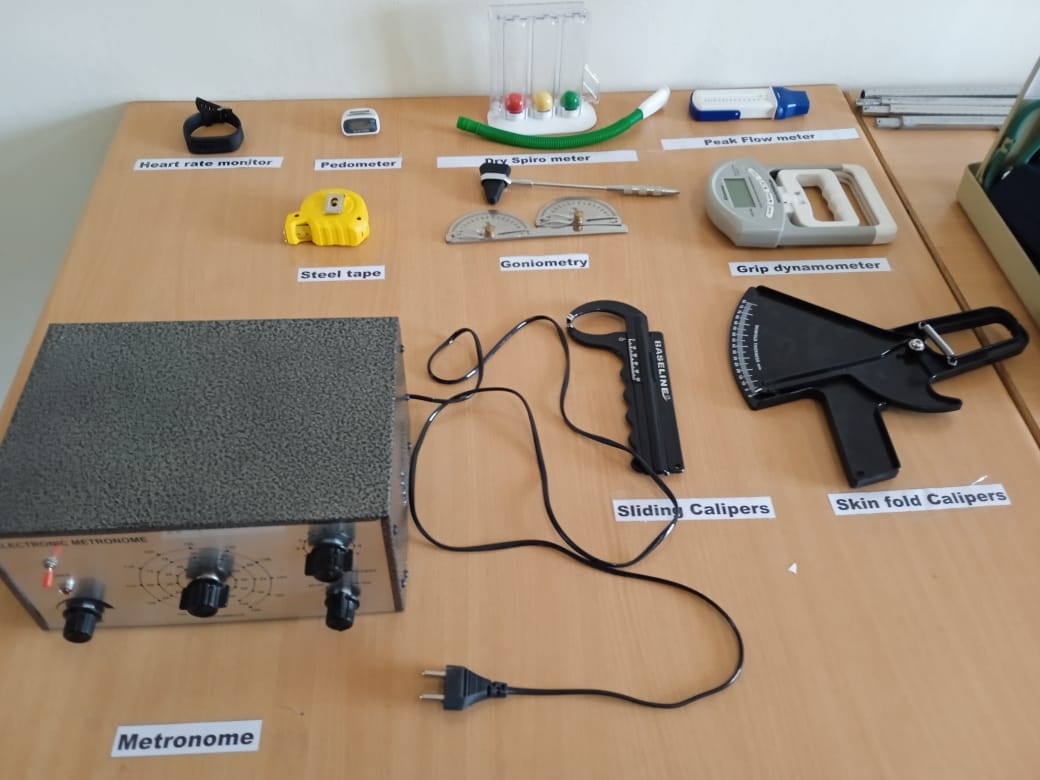 Heart rate monitor
Pedometer
Dry Spiro meter
Peak Flow meter
Steel tape
Goniometry
Grip dynamometer
BASELINE
Sliding Calipers
Skin fold Calipers
ELECTRONIC METRONOME
Metronome